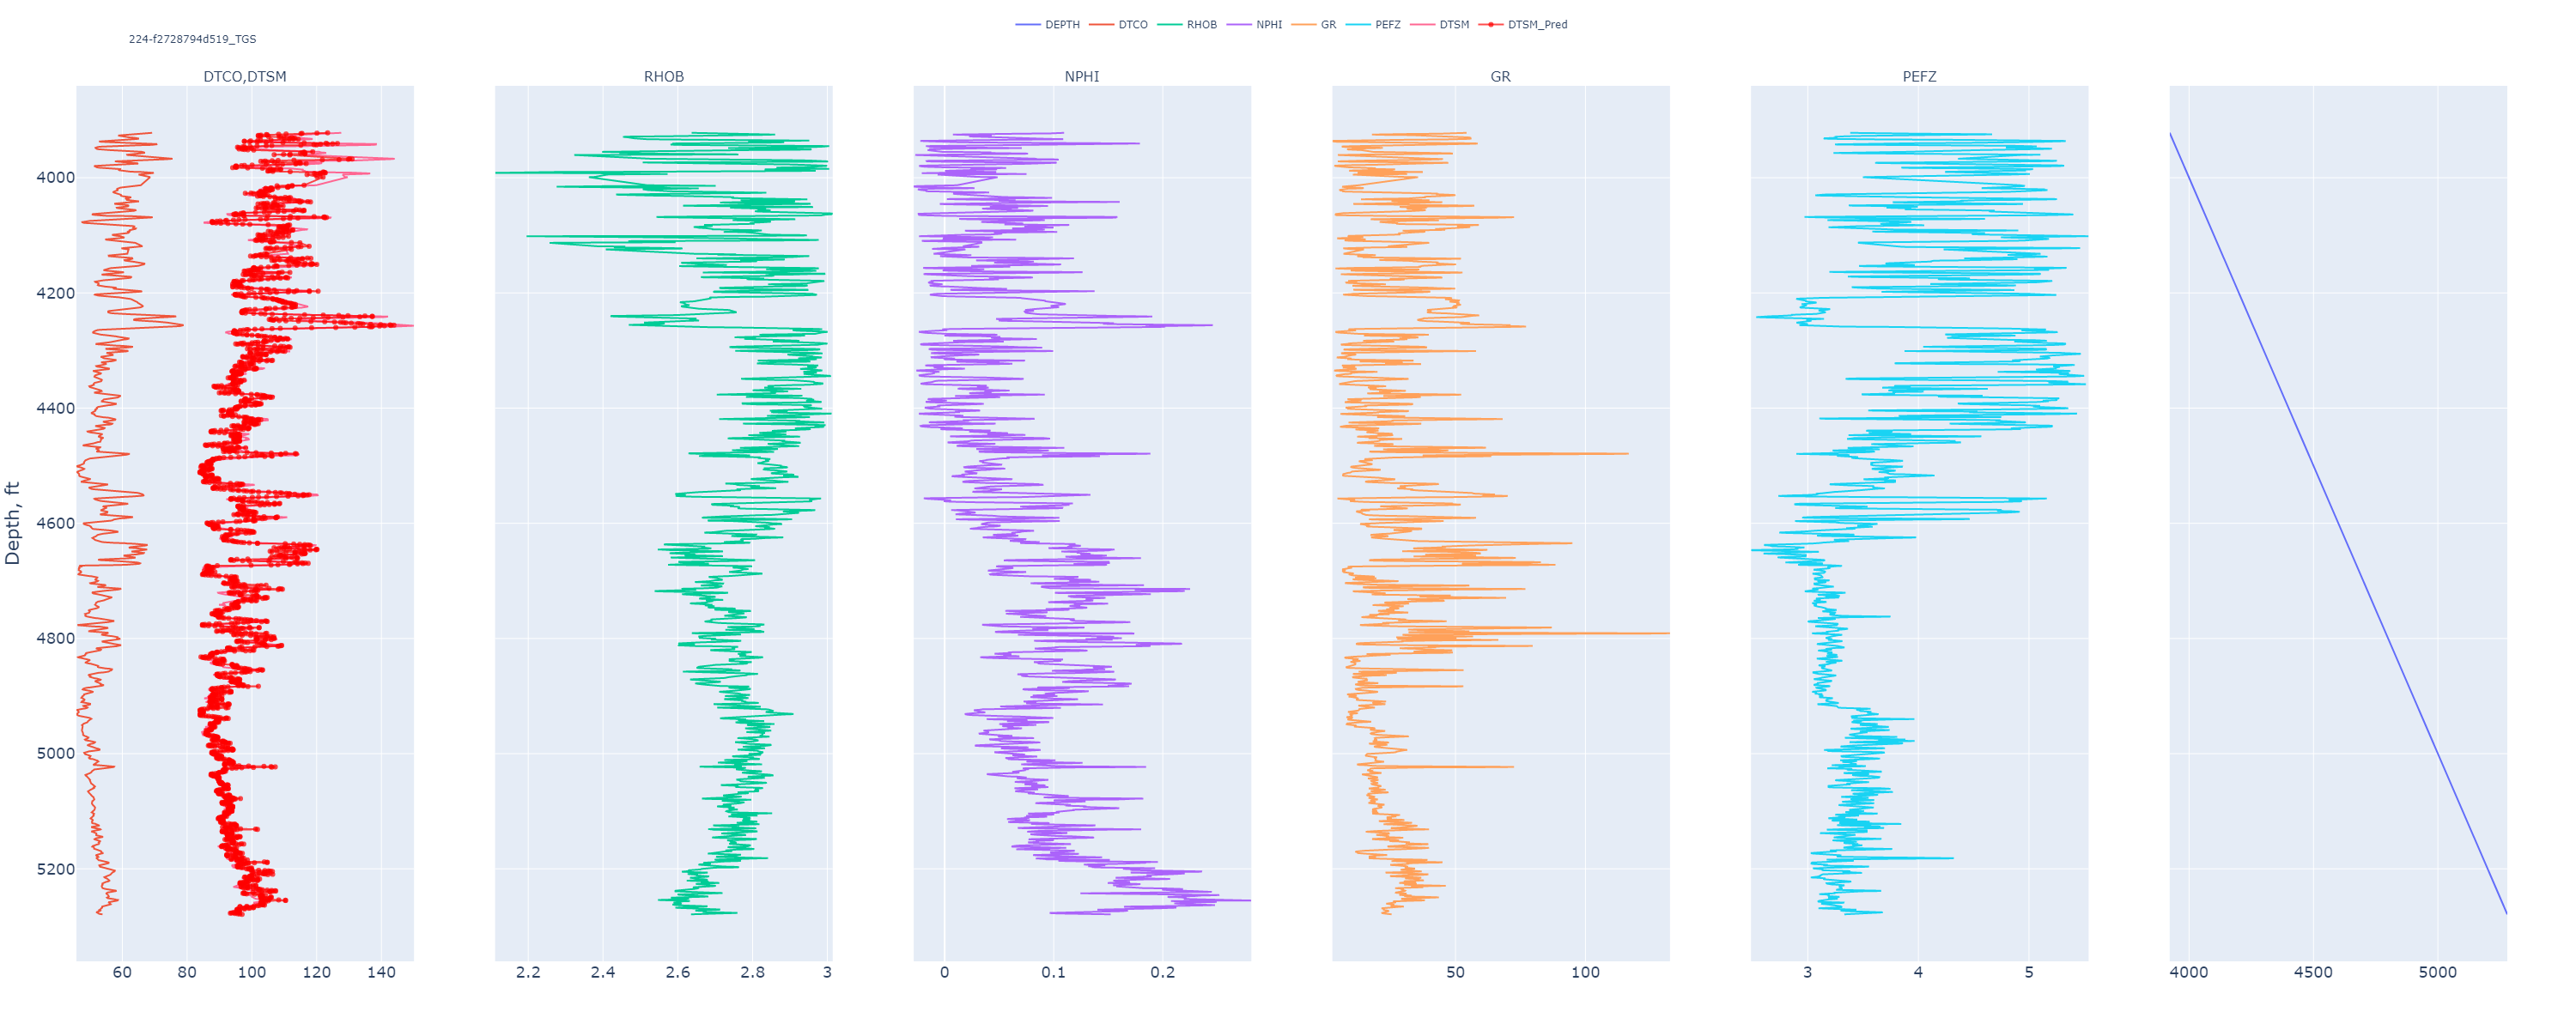 DEPTH DTCO RHOB NPHI GR PEFZ DTSM DTSM_Pred
224-f2728794d519_TGS
DTCO,DTSM RHOB NPHI GR PEFZ
4000
4200
4400
4600
4800
5000
5200
Depth, ft
60 80 100 120 140 2.2 2.4 2.6 2.8 3 0 0.1 0.2 50 100 3 4 5 4000 4500 5000